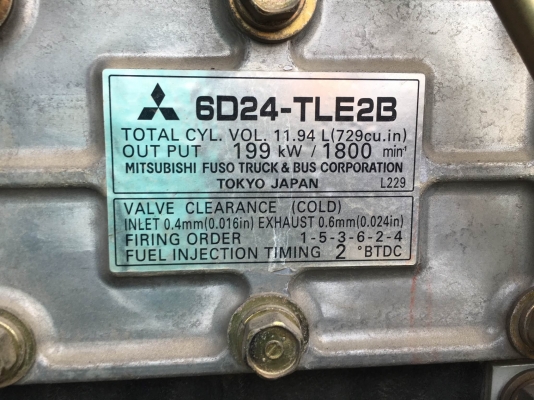 6D24-TLE2B
TOTAL CYL. VOL. 11.94 L(729cu.in)
OUT PUT 199 kW / 1800 min⁻¹
MITSUBISHI FUSO TRUCK & BUS CORPORATION
TOKYO JAPAN L229
VALVE CLEARANCE (COLD)
INLET 0.4mm(0.016in) EXHAUST 0.6mm(0.024in)
FIRING ORDER 1-5-3-6-2-4
FUEL INJECTION TIMING 2 °BTDC